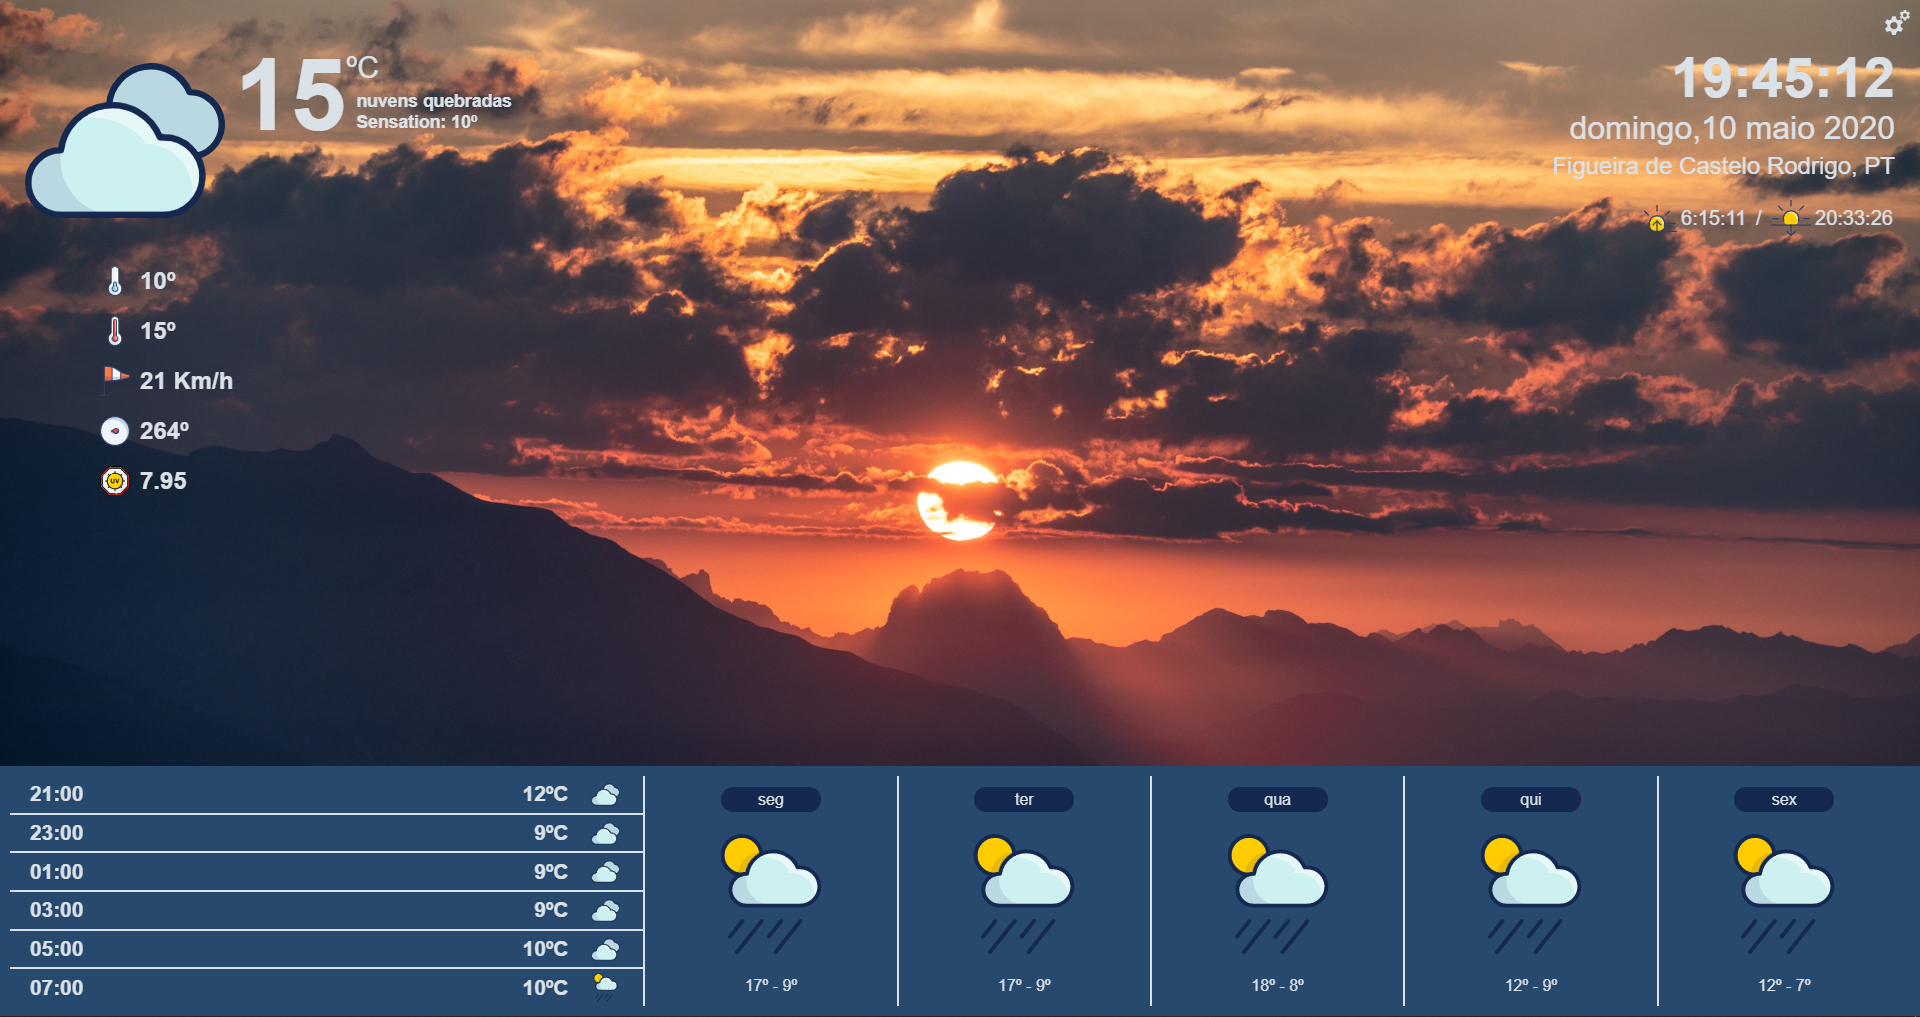 15
ºC
nuvens quebradas
Sensation: 10º
19:45:12
domingo,10 maio 2020
Figueira de Castelo Rodrigo, PT
6:15:11 / 20:33:26
10º
15º
21 Km/h
264º
UV 7.95
21:00 12ºC
23:00 9ºC
01:00 9ºC
03:00 9ºC
05:00 10ºC
07:00 10ºC
seg
17º - 9º
ter
17º - 9º
qua
18º - 8º
qui
12º - 9º
sex
12º - 7º